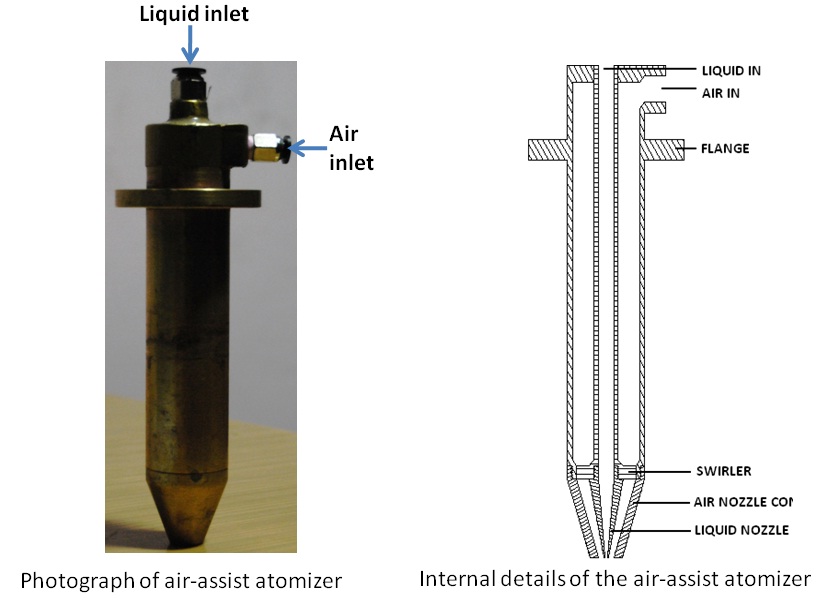 Liquid inlet
Air
inlet
LIQUID IN
AIR IN
FLANGE
SWIRLER
AIR NOZZLE CON
LIQUID NOZZLE
Photograph of air-assist atomizer
Internal details of the air-assist atomizer